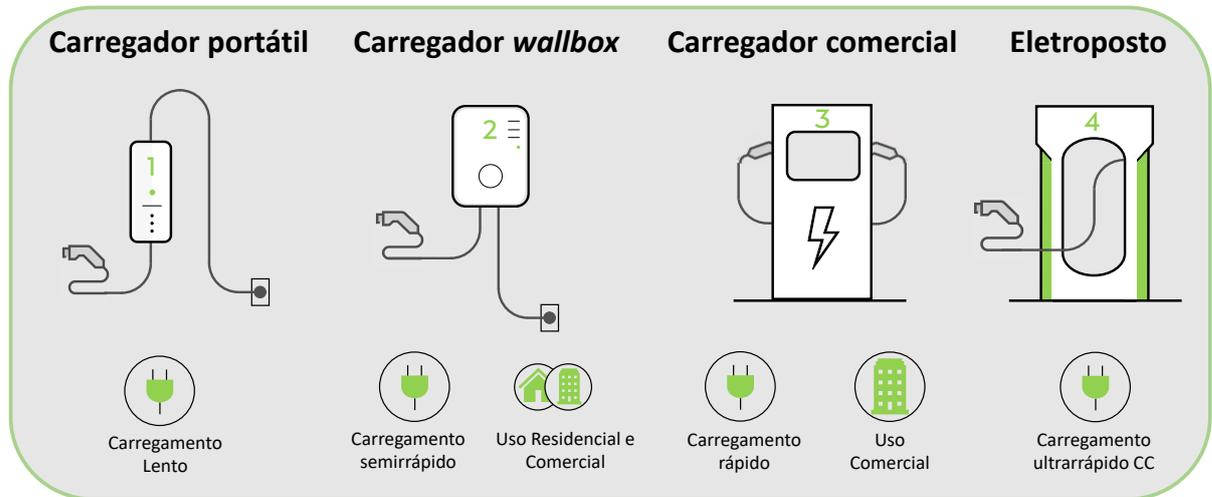 Carregador portátil
Carregador wallbox
Carregador comercial
Eletroposto
1
2
3
4
Carregamento
Lento
Carregamento
semirrápido
Uso Residencial e
Comercial
Carregamento
rápido
Uso
Comercial
Carregamento
ultrarrápido CC